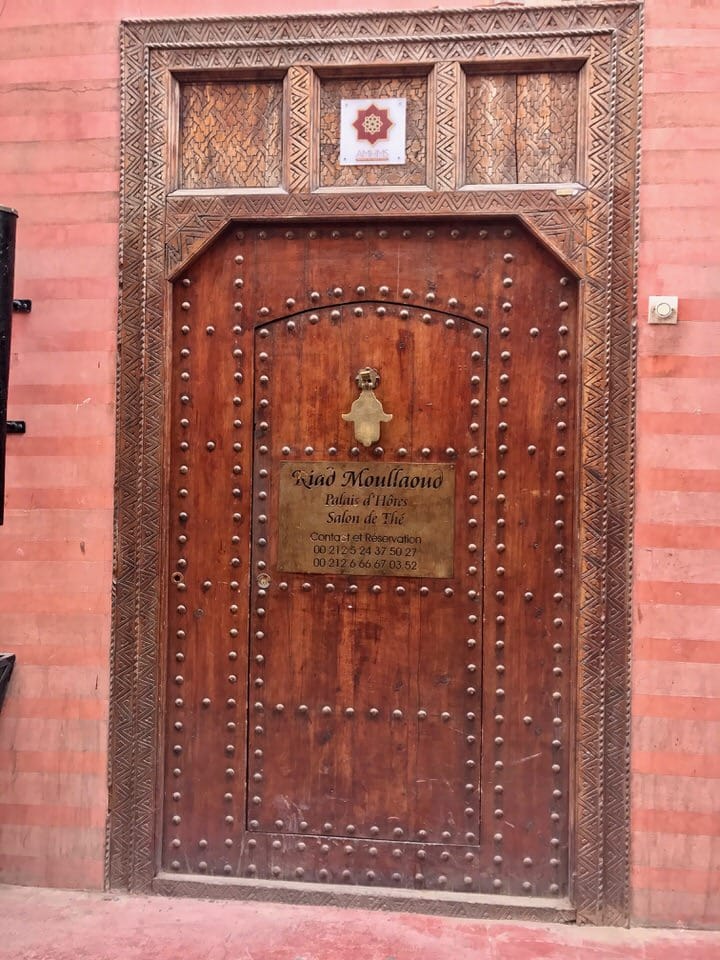 AMHMS
Riad Moullaoud
Palais d'Hôtes
Salon de Thé
Contact et Réservation
00 212 5 24 37 50 27
00 212 6 66 67 03 52